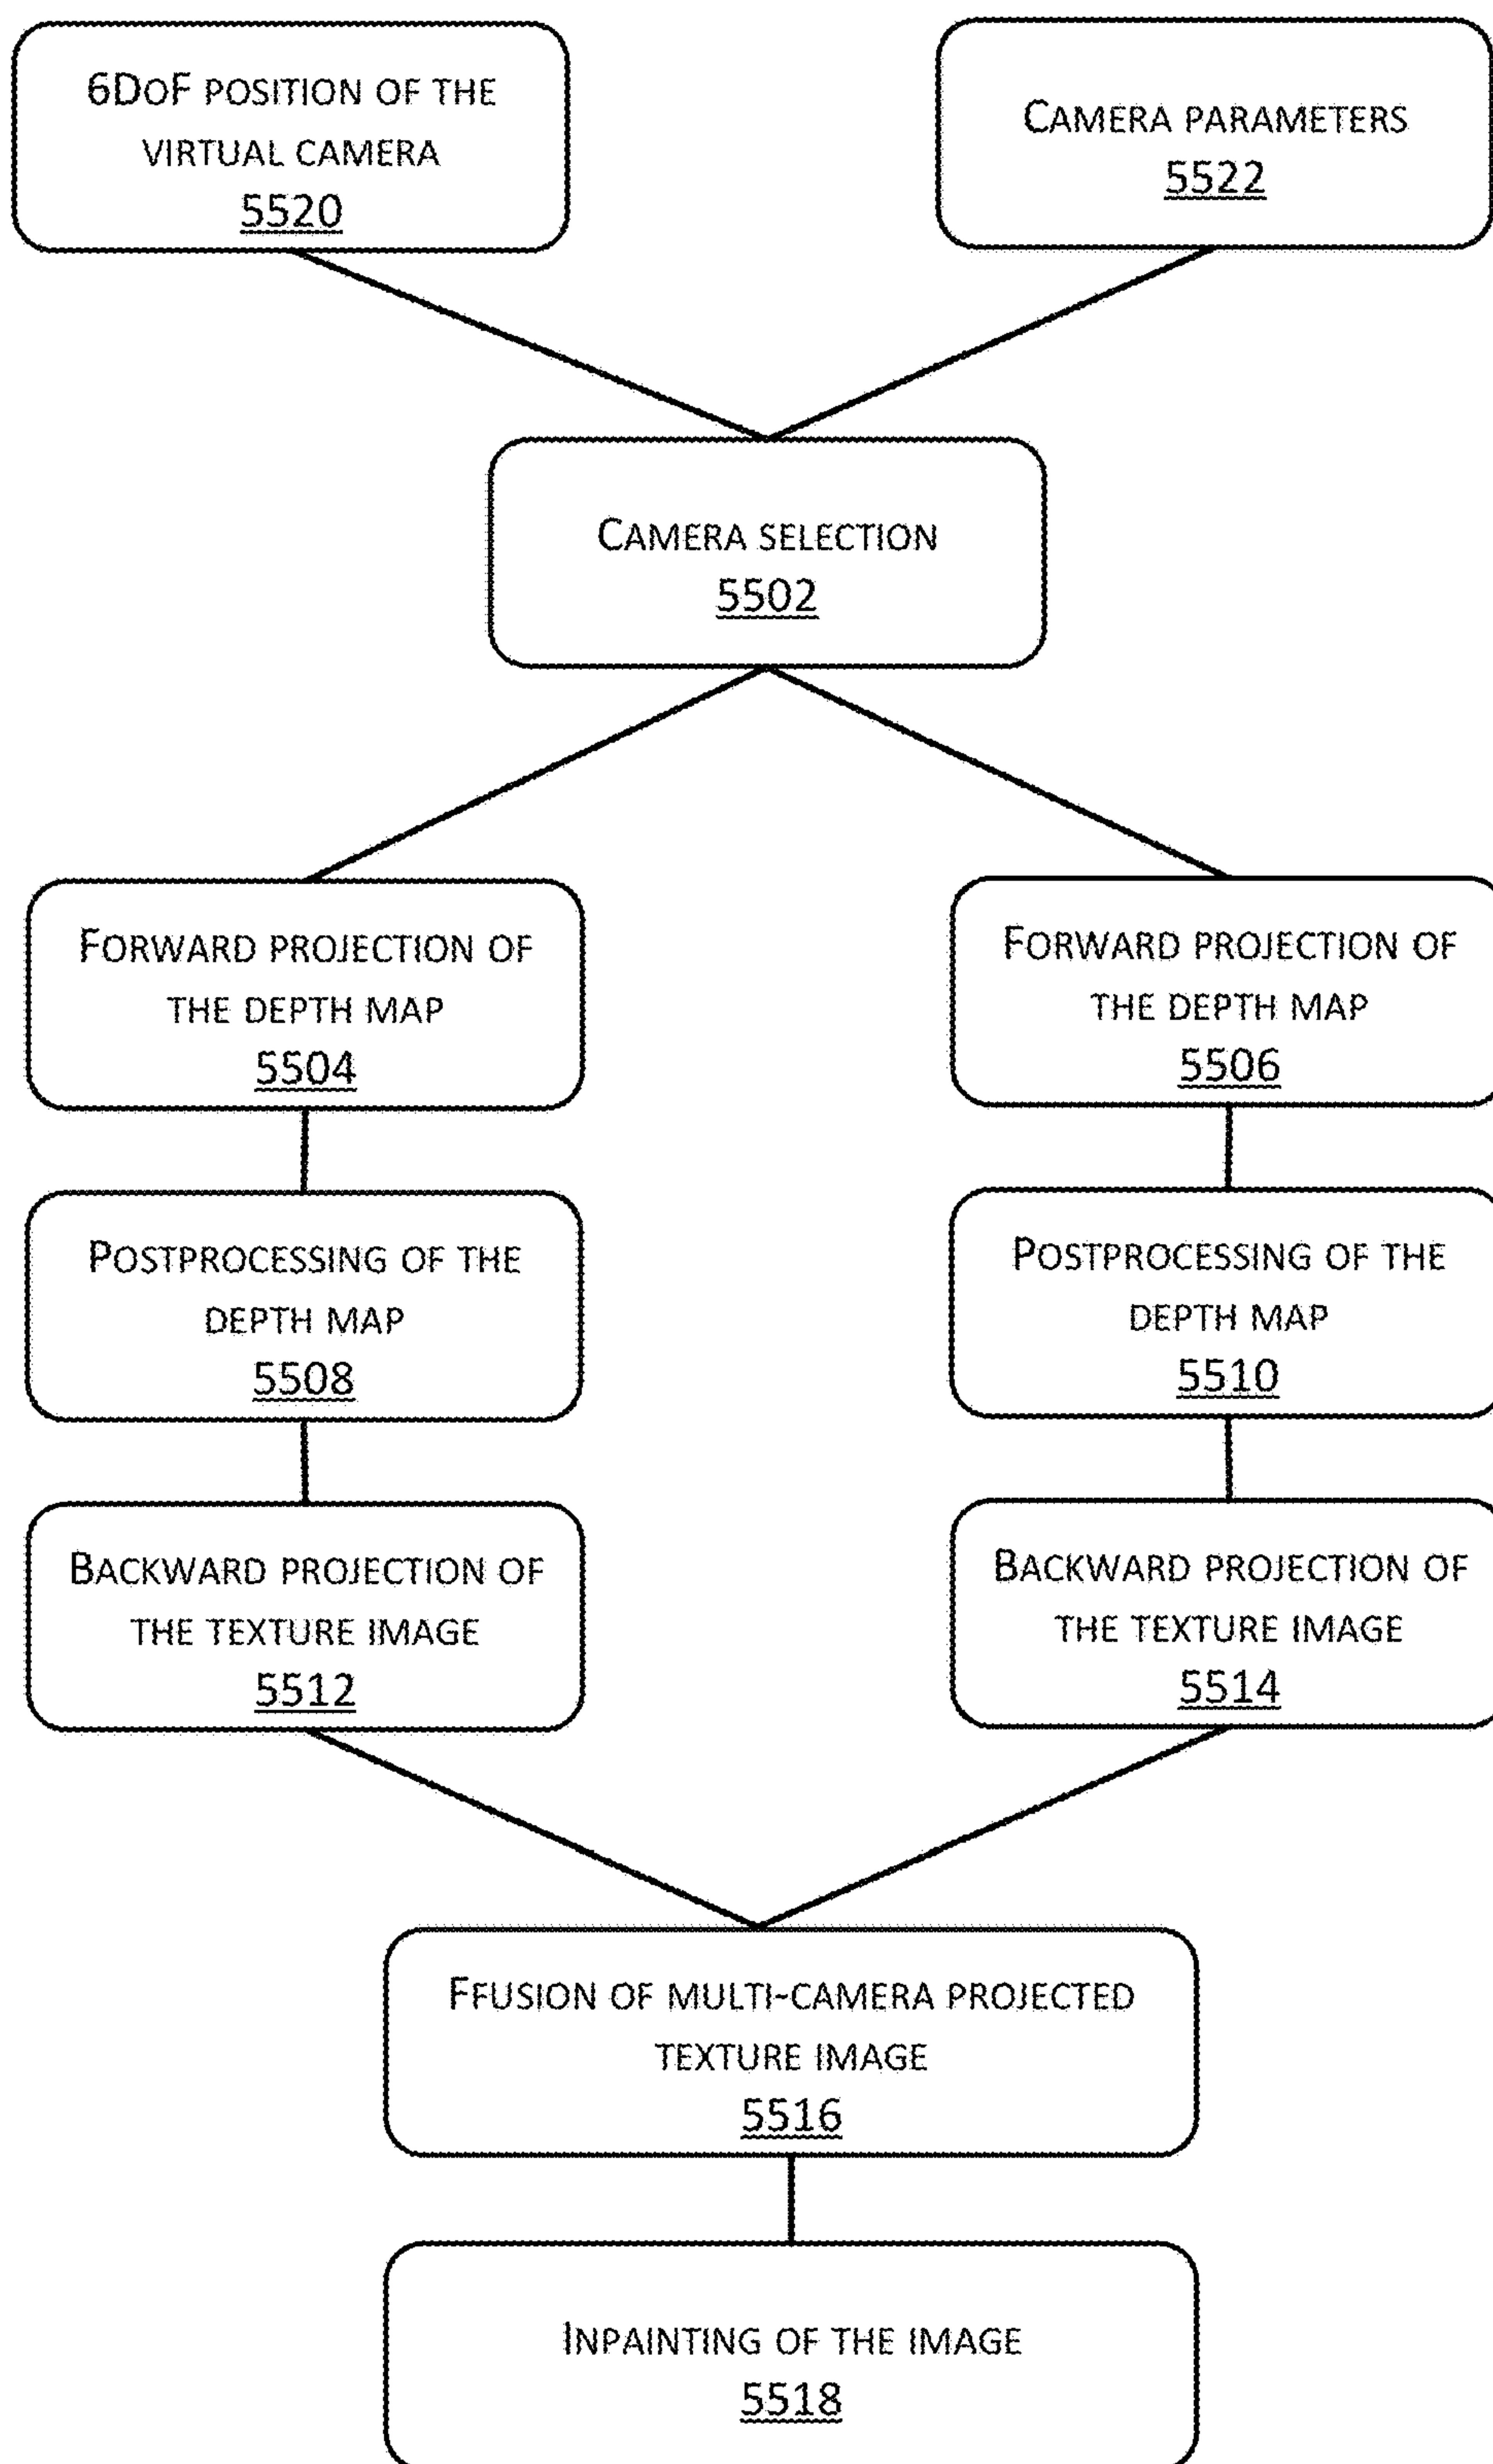 6DoF position of the
virtual camera
5520
Camera parameters
5522
Camera selection
5502
Forward projection of
the depth map
5504
Forward projection of
the depth map
5506
Postprocessing of the
depth map
5508
Postprocessing of the
depth map
5510
Backward projection of
the texture image
5512
Backward projection of
the texture image
5514
Ffusion of multi-camera projected
texture image
5516
Inpainting of the image
5518